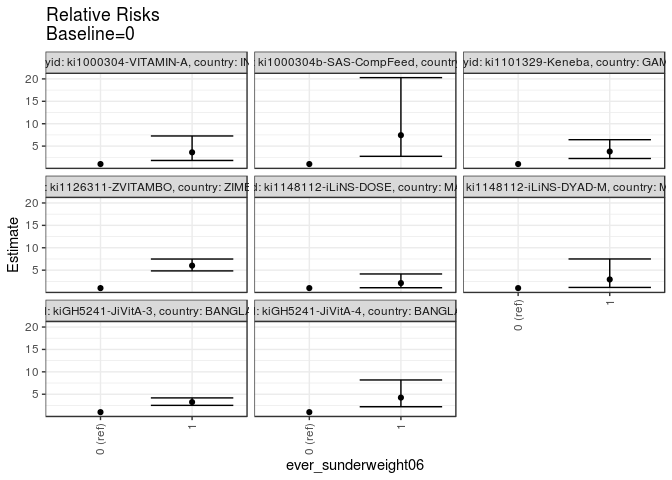 Relative Risks
Baseline=0
yid: ki1000304-VITAMIN-A, country: IN
ki1000304b-SAS-CompFeed, country
yid: ki1101329-Keneba, country: GAM
20
15
10
5
: ki1126311-ZVITAMBO, country: ZIMB
d: ki1148112-iLiNS-DOSE, country: MA
ki1148112-iLiNS-DYAD-M, country: M
20
15
10
5
Estimate
0 (ref)
1
: kiGH5241-JiVitA-3, country: BANGLA
: kiGH5241-JiVitA-4, country: BANGLA
20
15
10
5
0 (ref)
1
0 (ref)
1
ever_sunderweight06